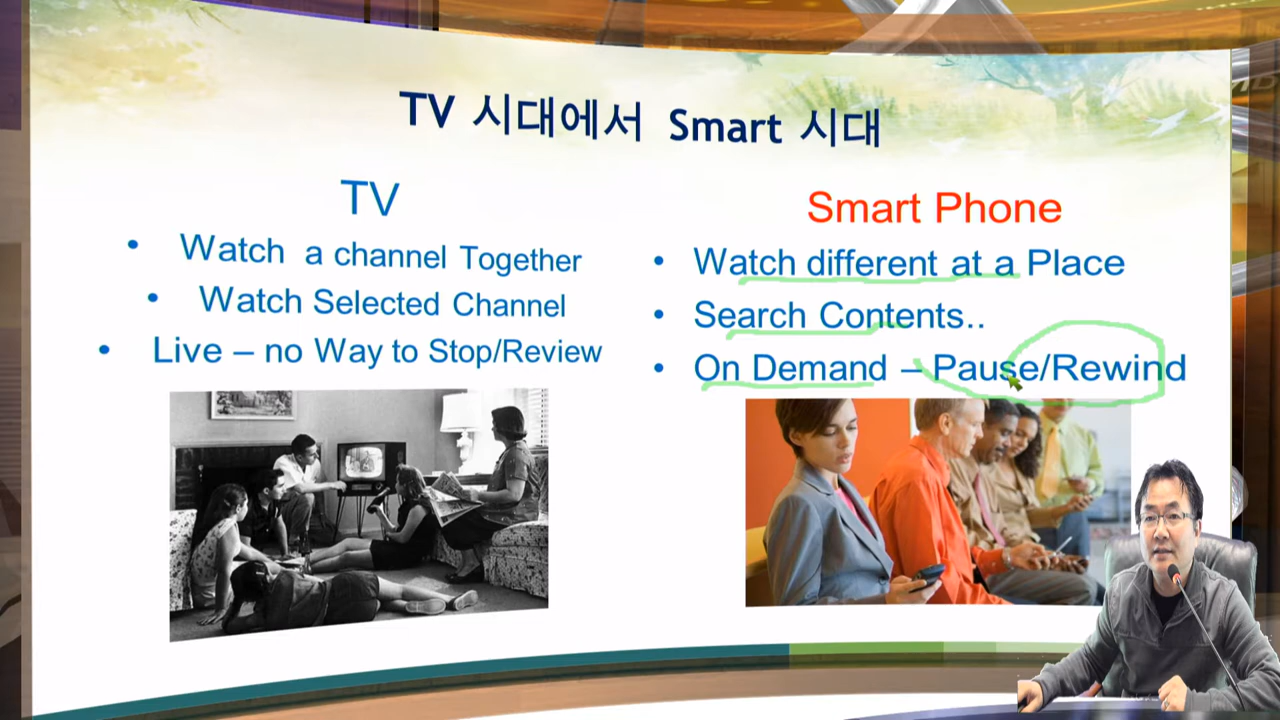 TV 시대에서 Smart 시대
TV
• Watch a channel Together
• Watch Selected Channel
• Live – no Way to Stop/Review
Smart Phone
• Watch different at a Place
• Search Contents..
• On Demand – Pause/Rewind